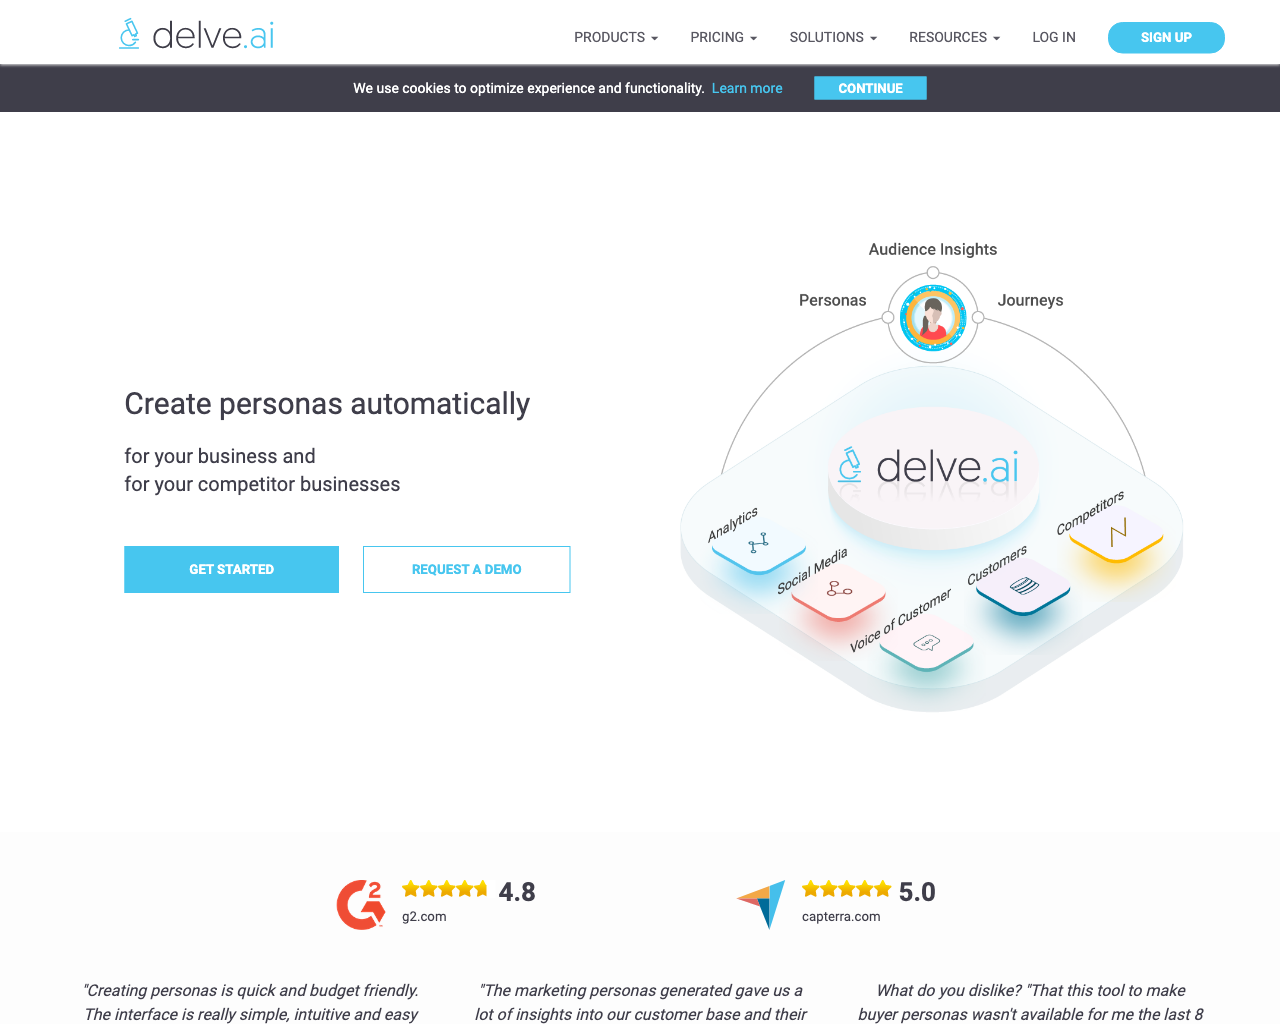 delve.ai
PRODUCTS
PRICING
SOLUTIONS
RESOURCES
LOG IN
SIGN UP
We use cookies to optimize experience and functionality. Learn more
CONTINUE
Audience Insights
Personas
Journeys
Create personas automatically
for your business and
for your competitor businesses
GET STARTED
REQUEST A DEMO
delve.ai
Analytics
Social Media
Voice of Customer
Customers
Competitors
G2
4.8
g2.com
5.0
capterra.com
"Creating personas is quick and budget friendly.
The interface is really simple, intuitive and easy
"The marketing personas generated gave us a
lot of insights into our customer base and their
What do you dislike? "That this tool to make
buyer personas wasn't available for me the last 8